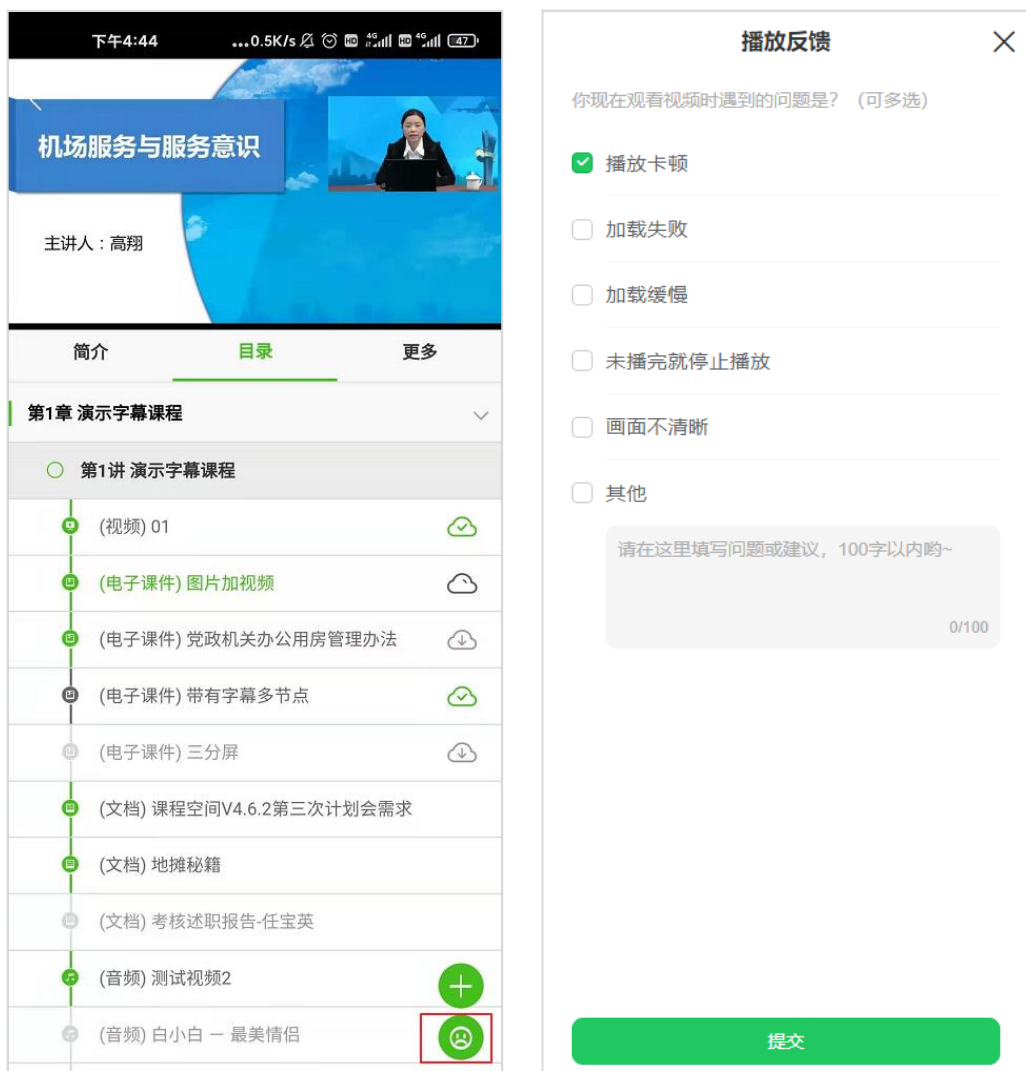 下午4:44
...0.5K/s HD 4G HD 4G 47
机场服务与服务意识
主讲人：高翔
简介 目录 更多
第1章 演示字幕课程
第1讲 演示字幕课程
(视频) 01
(电子课件) 图片加视频
(电子课件) 党政机关办公用房管理办法
(电子课件) 带有字幕多节点
(电子课件) 三分屏
(文档) 课程空间V4.6.2第三次计划会需求
(文档) 地摊秘籍
(文档) 考核述职报告-任宝英
(音频) 测试视频2
(音频) 白小白 － 最美情侣
播放反馈
你现在观看视频时遇到的问题是？（可多选）
播放卡顿
加载失败
加载缓慢
未播完就停止播放
画面不清晰
其他
请在这里填写问题或建议，100字以内哟~
0/100
提交